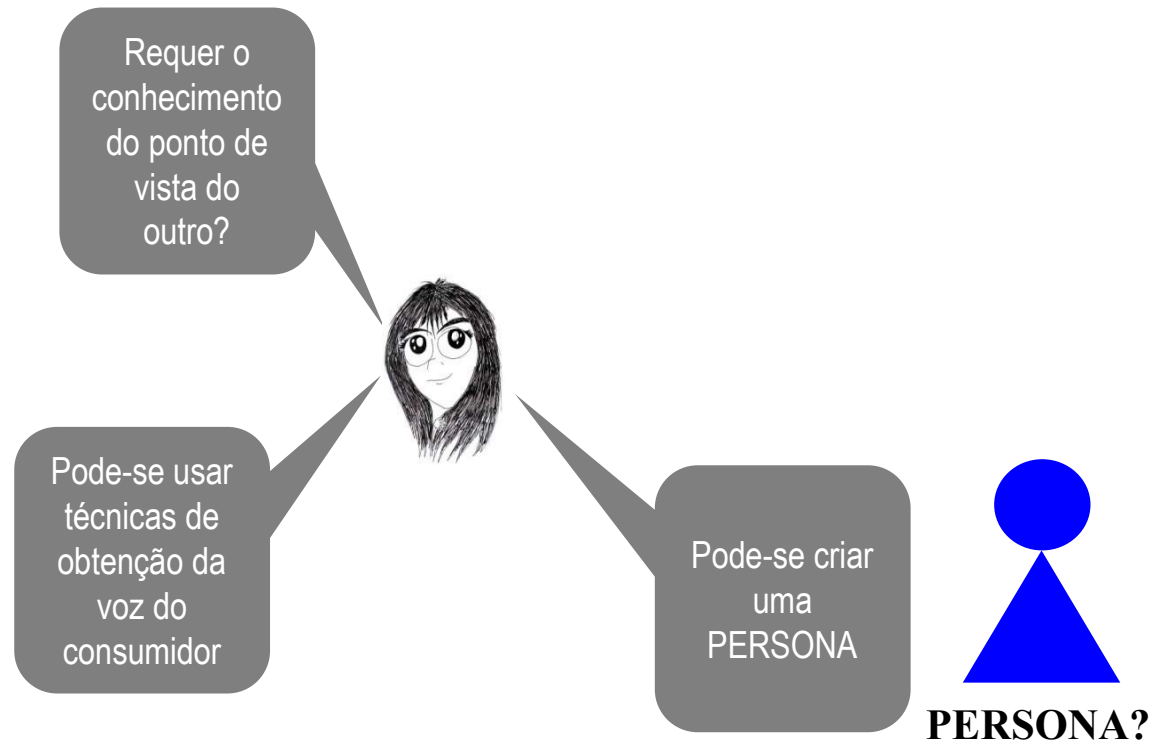 Requer o
conhecimento
do ponto de
vista do
outro?
Pode-se usar
técnicas de
obtenção da
voz do
consumidor
Pode-se criar
uma
PERSONA
PERSONA?